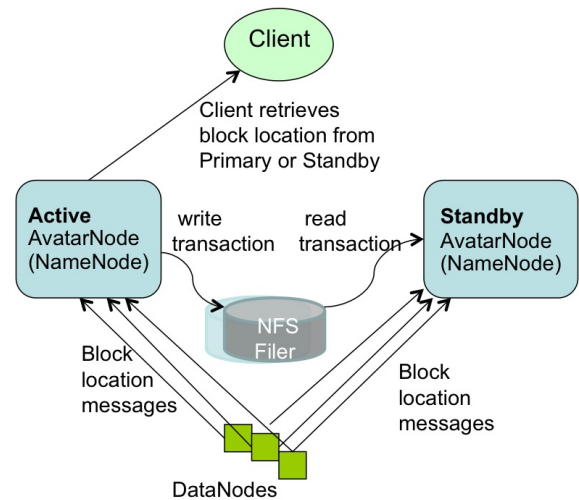 Client
Client retrieves
block location from
Primary or Standby
Active
AvatarNode
(NameNode)
write
transaction
read
transaction
Standby
AvatarNode
(NameNode)
NFS
Filer
Block
location
messages
Block
location
messages
DataNodes